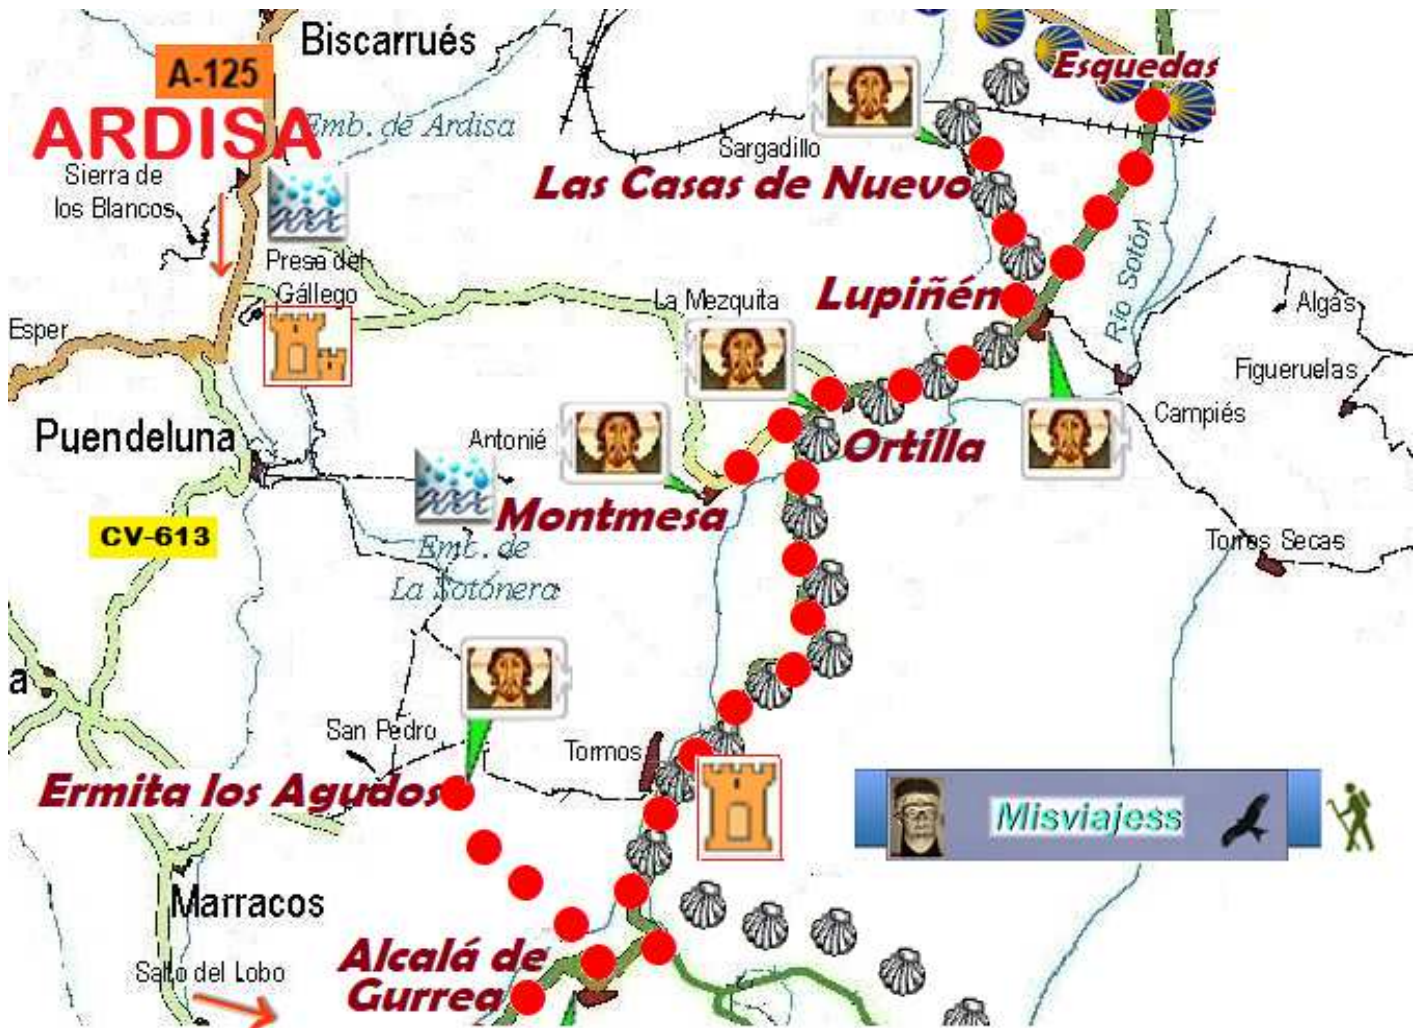 Biscarrués
A-125
Esquedas
ARDISA
Emb. de Ardisa
Sargadillo
Sierra de
los Blancos
Las Casas de Nuevo
Río Sotón
Presa del
Gállego
La Mezquita
Lupiñén
Algás
Esper
Figueruelas
Puendeluna
Antonié
Campiés
Ortilla
Montmesa
CV-613
Emb. de
La Sotonera
Torres Secas
a
San Pedro
Tormos
Ermita los Agudos
Misviajess
Marracos
Alcalá de
Gurrea
Salto del Lobo